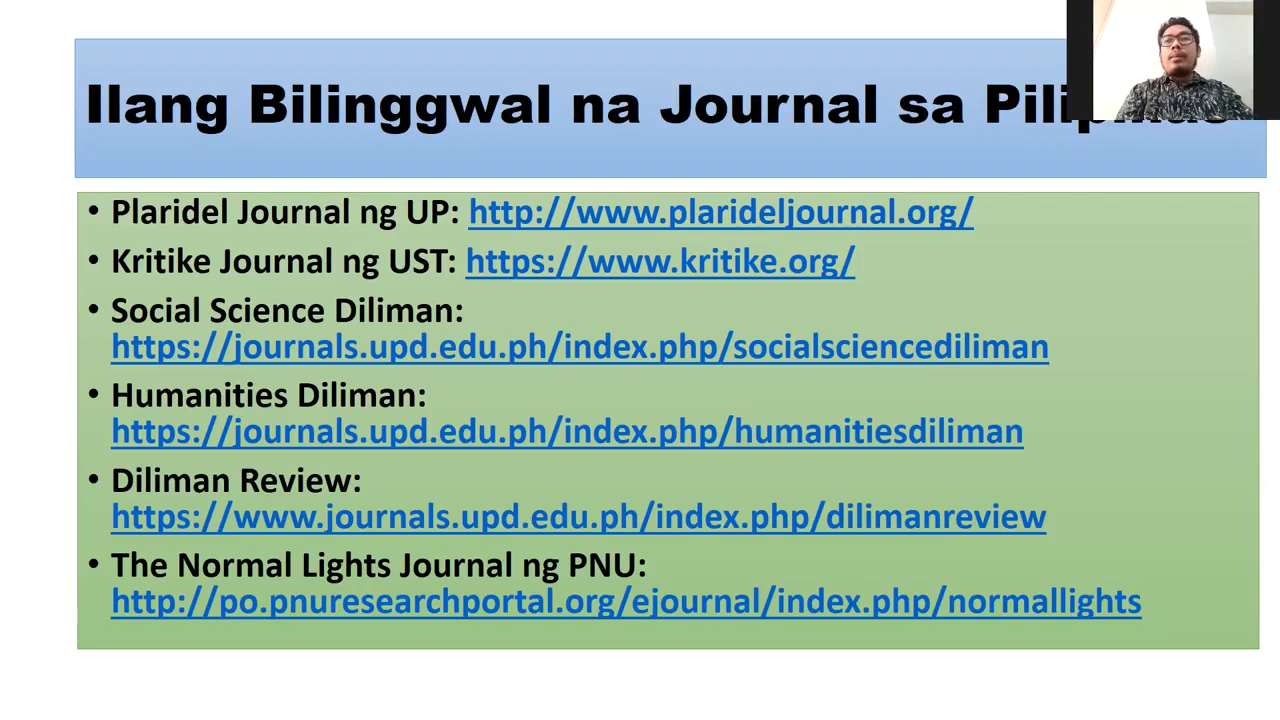 Ilang Bilinggwal na Journal sa Pilipinas
• Plaridel Journal ng UP: http://www.plarideljournal.org/
• Kritike Journal ng UST: https://www.kritike.org/
• Social Science Diliman:
https://journals.upd.edu.ph/index.php/socialsciencediliman
• Humanities Diliman:
https://journals.upd.edu.ph/index.php/humanitiesdiliman
• Diliman Review:
https://www.journals.upd.edu.ph/index.php/dilimanreview
• The Normal Lights Journal ng PNU:
http://po.pnuresearchportal.org/ejournal/index.php/normallights